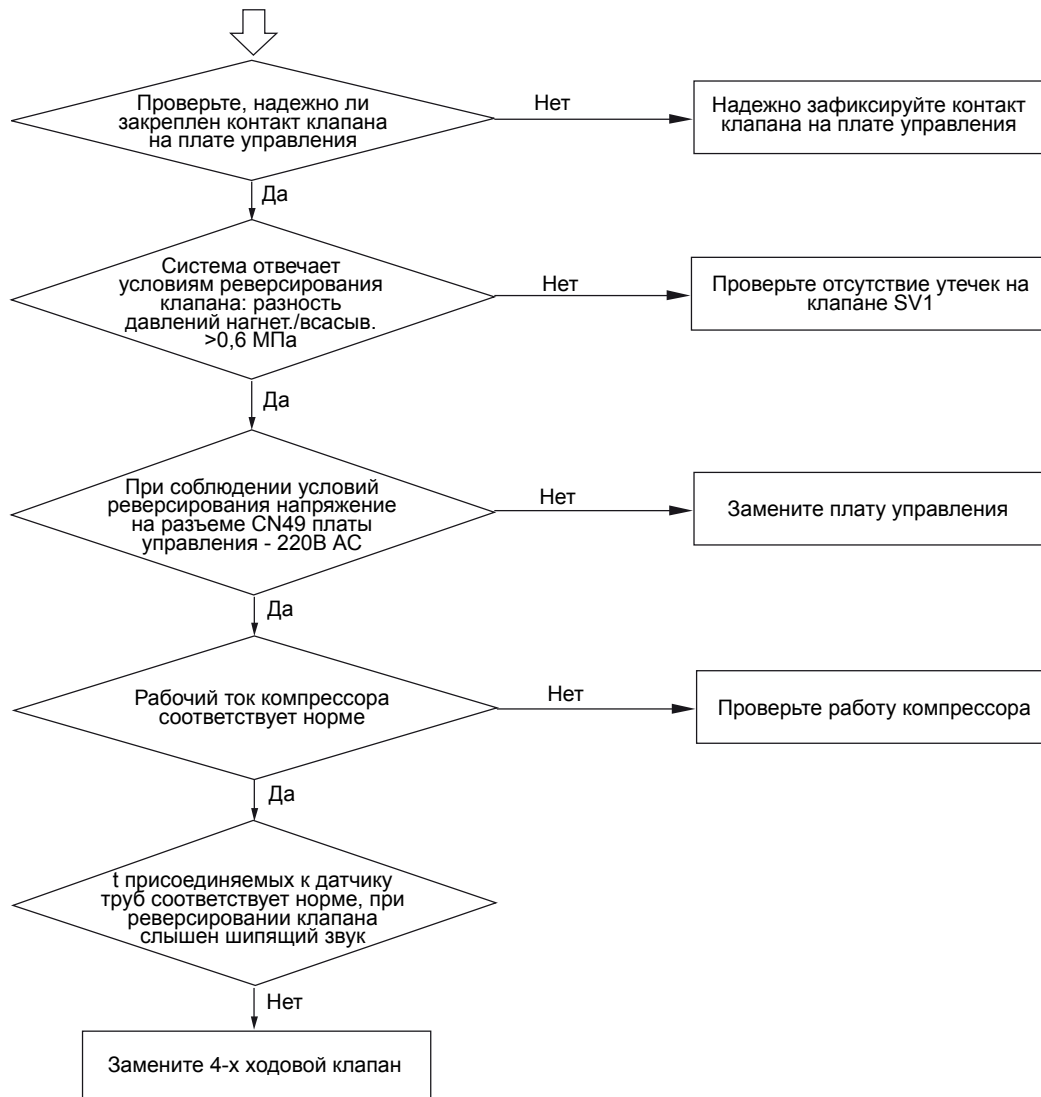 Проверьте, надежно ли
закреплен контакт клапана
на плате управления
Нет
Надежно зафиксируйте контакт
клапана на плате управления
Да
Система отвечает
условиям реверсирования
клапана: разность
давлений нагнет./всасыв.
>0,6 МПа
Нет
Проверьте отсутствие утечек на
клапане SV1
Да
При соблюдении условий
реверсирования напряжение
на разъеме CN49 платы
управления - 220В AC
Нет
Замените плату управления
Да
Рабочий ток компрессора
соответствует норме
Нет
Проверьте работу компрессора
Да
t присоединяемых к датчику
труб соответствует норме, при
реверсировании клапана
слышен шипящий звук
Нет
Замените 4-х ходовой клапан